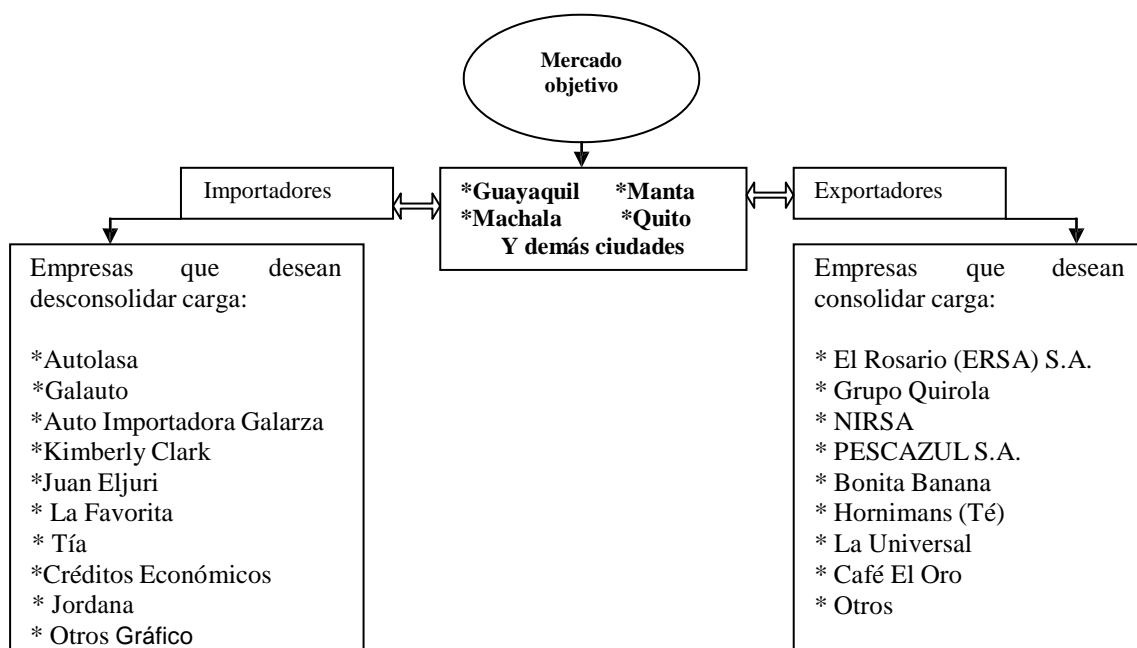 Mercado
objetivo
Importadores
*Guayaquil *Manta
*Machala *Quito
Y demás ciudades
Exportadores
Empresas que desean
desconsolidar carga:
*Autolasa
*Galauto
*Auto Importadora Galarza
*Kimberly Clark
*Juan Eljuri
* La Favorita
* Tía
*Créditos Económicos
* Jordana
* Otros Gráfico
Empresas que desean
consolidar carga:
* El Rosario (ERSA) S.A.
* Grupo Quirola
* NIRSA
* PESCAZUL S.A.
* Bonita Banana
* Hornimans (Té)
* La Universal
* Café El Oro
* Otros